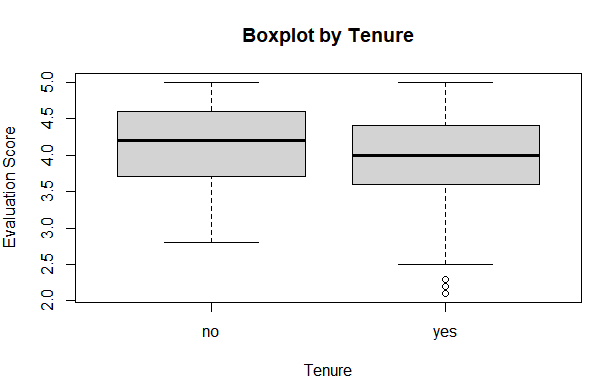 Boxplot by Tenure
Evaluation Score
5.0
4.5
4.0
3.5
3.0
2.5
2.0
no yes
Tenure